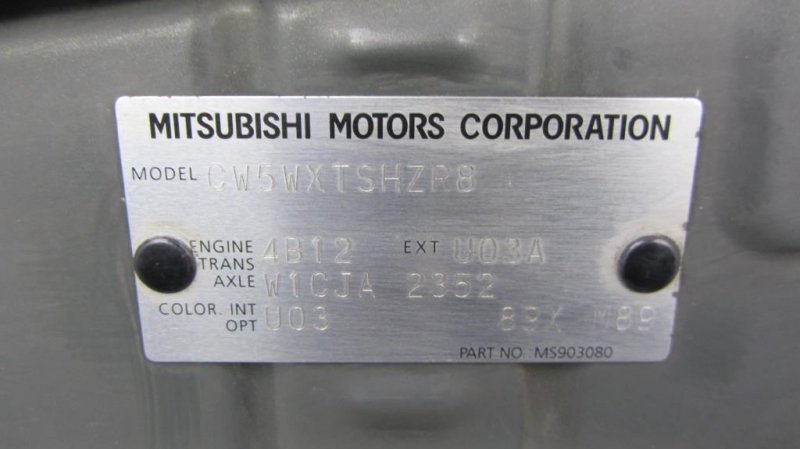 MITSUBISHI MOTORS CORPORATION
MODEL CW5WXTSHZR8
ENGINE 4B12 EXT U03A
TRANS AXLE W1CJA 2352
COLOR. INT OPT U03 89X M89
PART NO MS903080